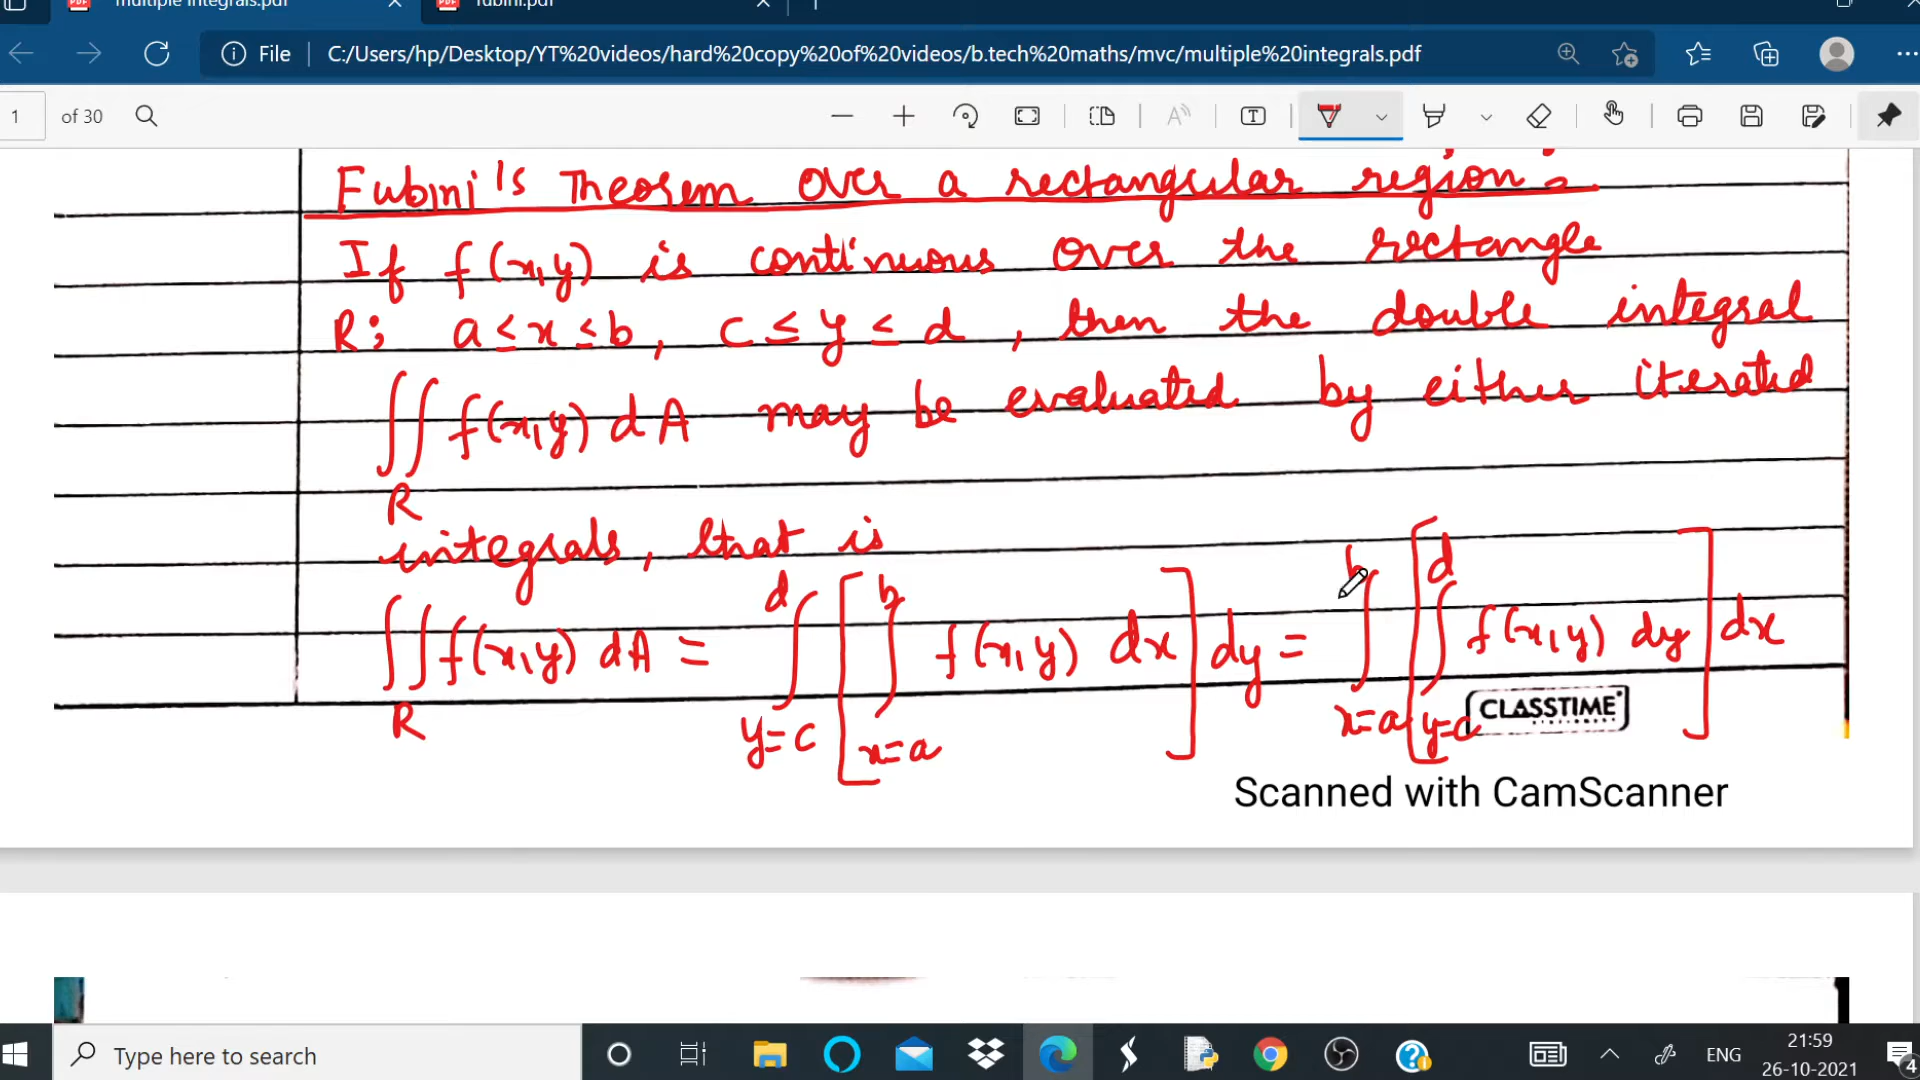 multiple integrals.pdf
fubini.pdf
File
C:/Users/hp/Desktop/YT%20videos/hard%20copy%20of%20videos/b.tech%20maths/mvc/multiple%20integrals.pdf
1 of 30
Fubini's Theorem over a rectangular region:
If f(x,y) is continuous over the rectangle
R: a ≤ x ≤ b, c ≤ y ≤ d, then the double integral
∫∫_R f(x,y) dA may be evaluated by either iterated
integrals, that is
∫∫_R f(x,y) dA = ∫_{y=c}^{d} [ ∫_{x=a}^{b} f(x,y) dx ] dy = ∫_{x=a}^{b} [ ∫_{y=c}^{d} f(x,y) dy ] dx
CLASSTIME
Scanned with CamScanner
Type here to search
ENG
21:59
26-10-2021
4